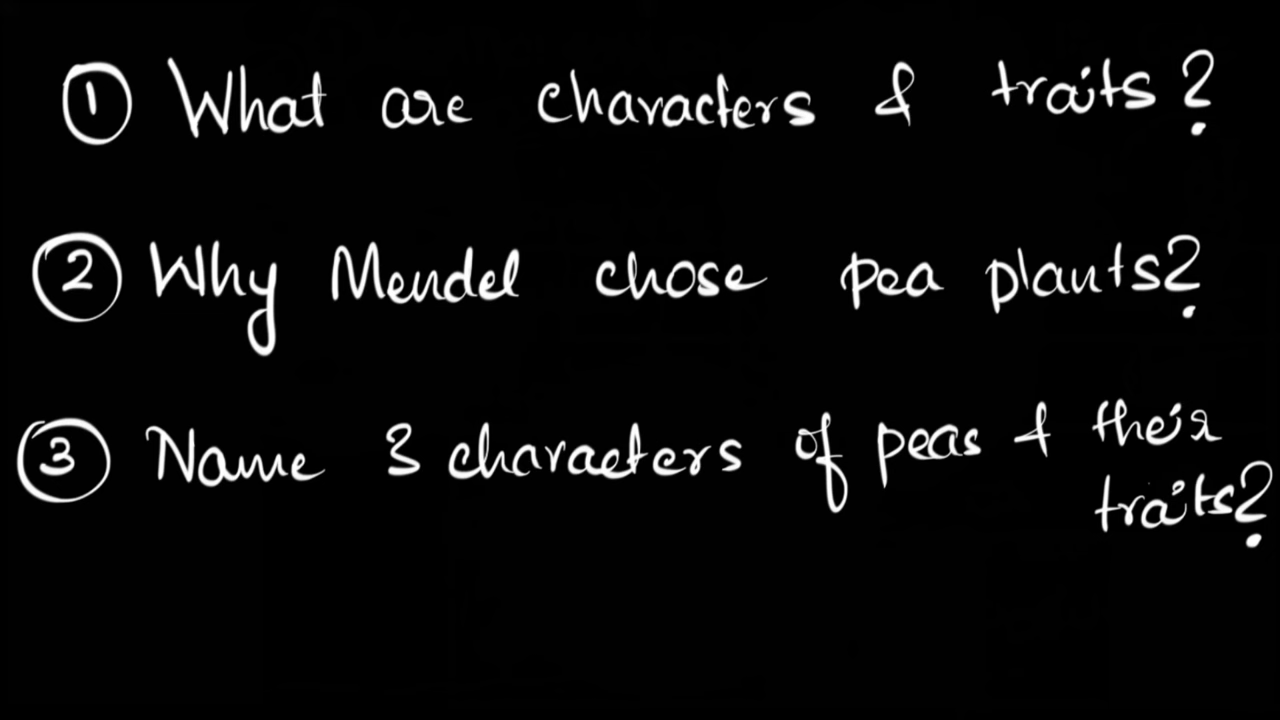 ① What are characters & traits?
② Why Mendel chose pea plants?
③ Name 3 characters of peas & their
traits?